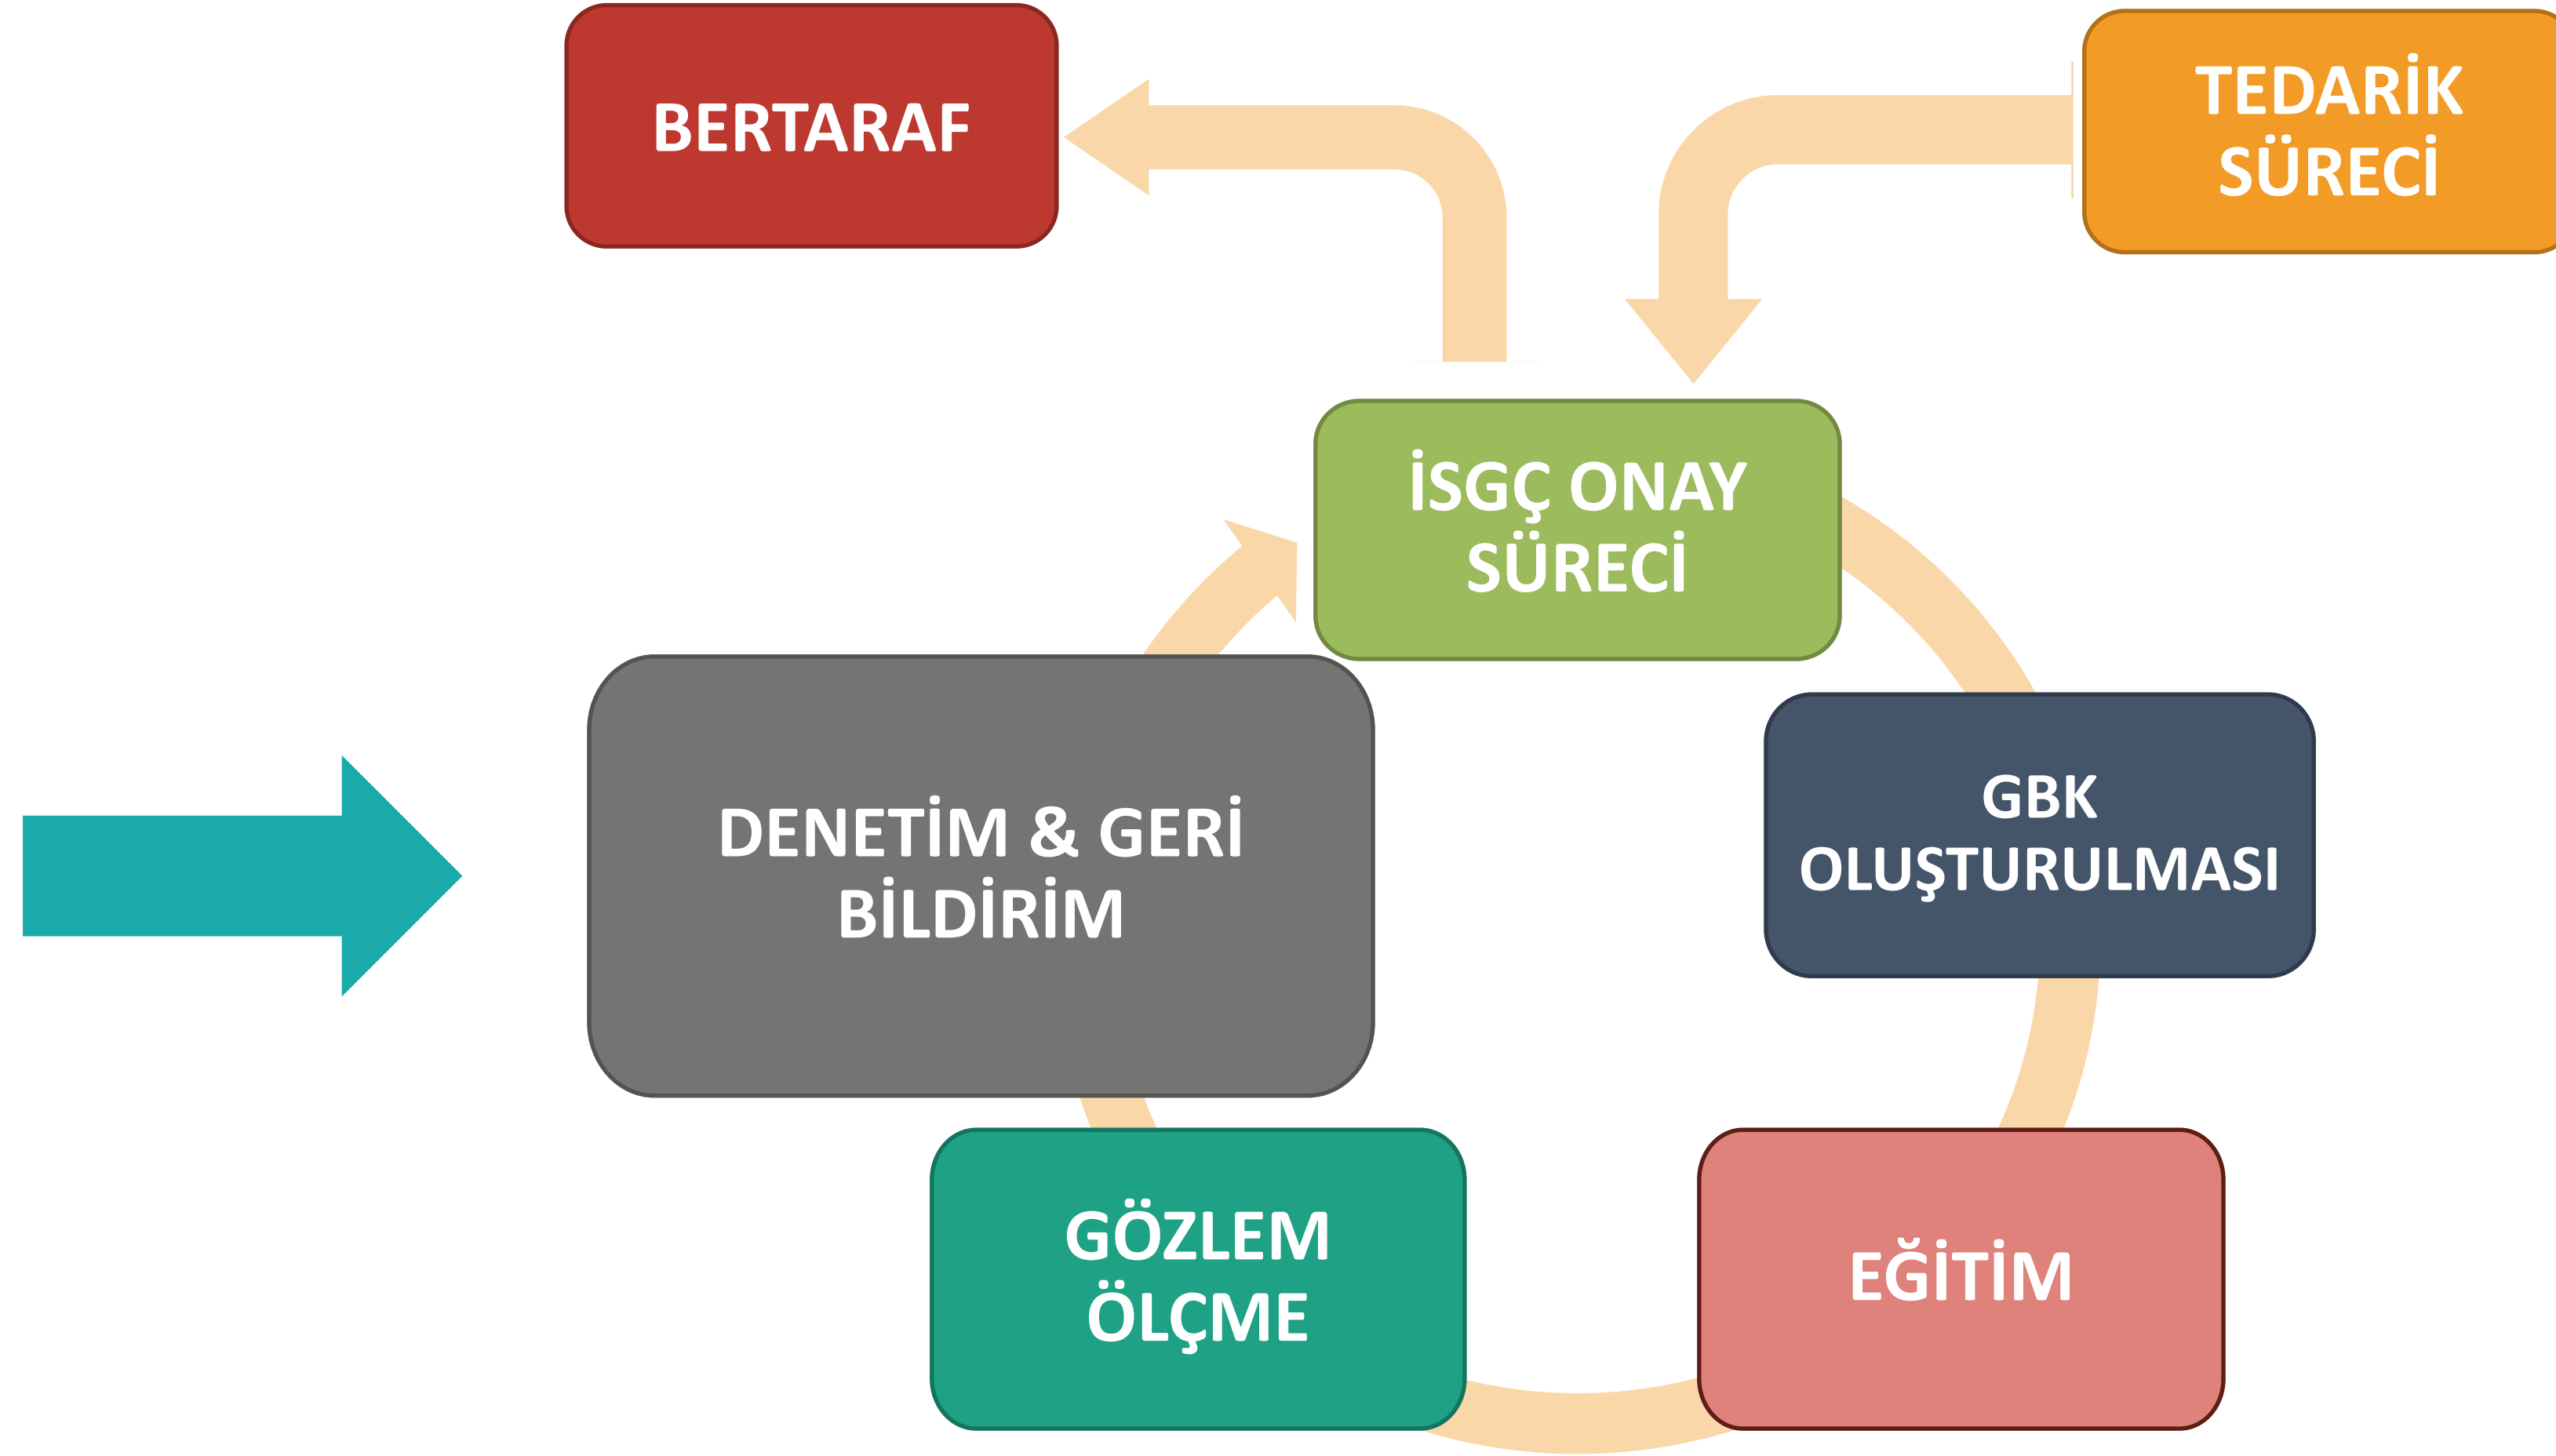 BERTARAF
TEDARİK
SÜRECİ
İSGÇ ONAY
SÜRECİ
DENETİM & GERİ
BİLDİRİM
GBK
OLUŞTURULMASI
GÖZLEM
ÖLÇME
EĞİTİM